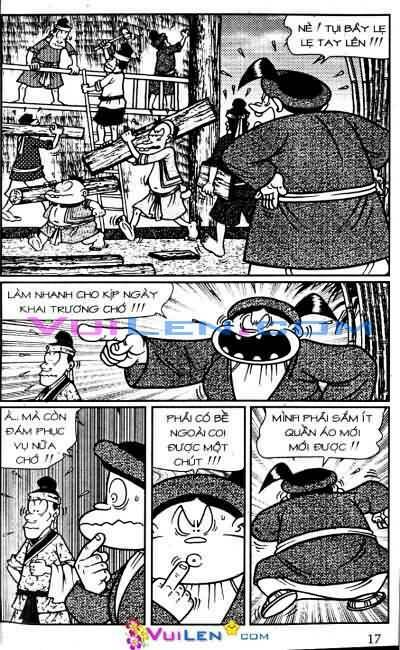 NÈ ! TỤI BÂY LẸ
LẸ TAY LÊN !!!
LÀM NHANH CHO KỊP NGÀY
KHAI TRƯƠNG CHỚ !!!
VUILEN.COM
À... MÀ CÒN
ĐÁM PHỤC
VỤ NỮA
CHỚ !!
PHẢI CÓ BỀ
NGOÀI COI
ĐƯỢC MỘT
CHÚT !!!
MÌNH PHẢI SẮM ÍT
QUẦN ÁO MỚI
MỚI ĐƯỢC !!
17
VUILEN.COM